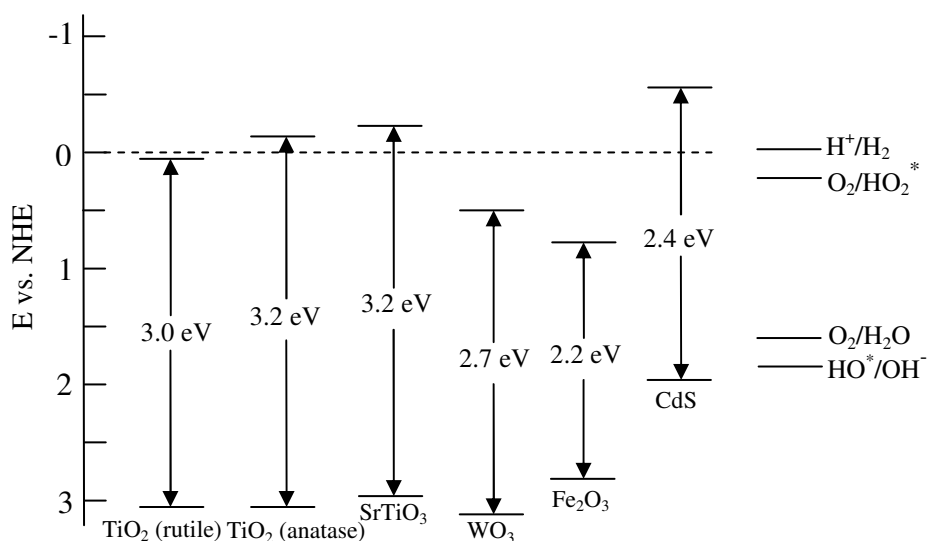 E vs. NHE
-1
0
1
2
3
3.0 eV
3.2 eV
3.2 eV
2.7 eV
2.2 eV
2.4 eV
TiO₂ (rutile)
TiO₂ (anatase)
SrTiO₃
WO₃
Fe₂O₃
CdS
H⁺/H₂
O₂/HO₂*
O₂/H₂O
HO*/OH⁻